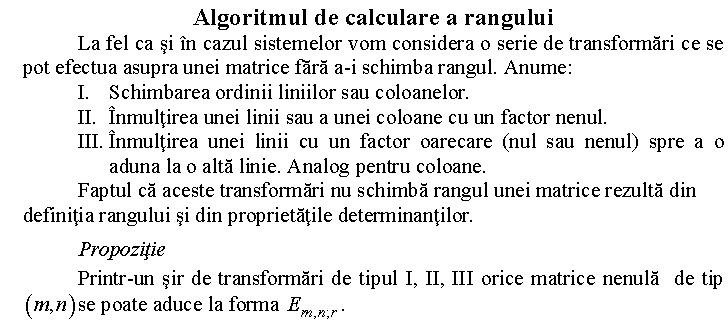 Algoritmul de calculare a rangului
La fel ca şi în cazul sistemelor vom considera o serie de transformări ce se
pot efectua asupra unei matrice fără a-i schimba rangul. Anume:
I. Schimbarea ordinii liniilor sau coloanelor.
II. Înmulţirea unei linii sau a unei coloane cu un factor nenul.
III. Înmulţirea unei linii cu un factor oarecare (nul sau nenul) spre a o
aduna la o altă linie. Analog pentru coloane.
Faptul că aceste transformări nu schimbă rangul unei matrice rezultă din
definiţia rangului şi din proprietăţile determinanţilor.
Propoziţie
Printr-un şir de transformări de tipul I, II, III orice matrice nenulă de tip
(m,n) se poate aduce la forma E_{m,n,r}.